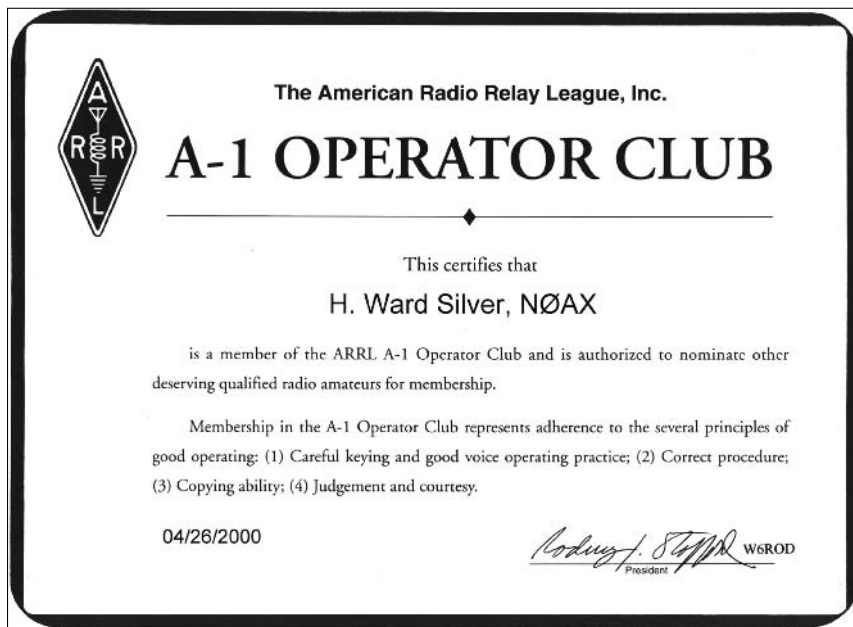 A
R R
L
The American Radio Relay League, Inc.
A-1 OPERATOR CLUB
This certifies that
H. Ward Silver, NØAX
is a member of the ARRL A-1 Operator Club and is authorized to nominate other
deserving qualified radio amateurs for membership.
Membership in the A-1 Operator Club represents adherence to the several principles of
good operating: (1) Careful keying and good voice operating practice; (2) Correct procedure;
(3) Copying ability; (4) Judgement and courtesy.
04/26/2000
Rodney J. Stafford W6ROD
President